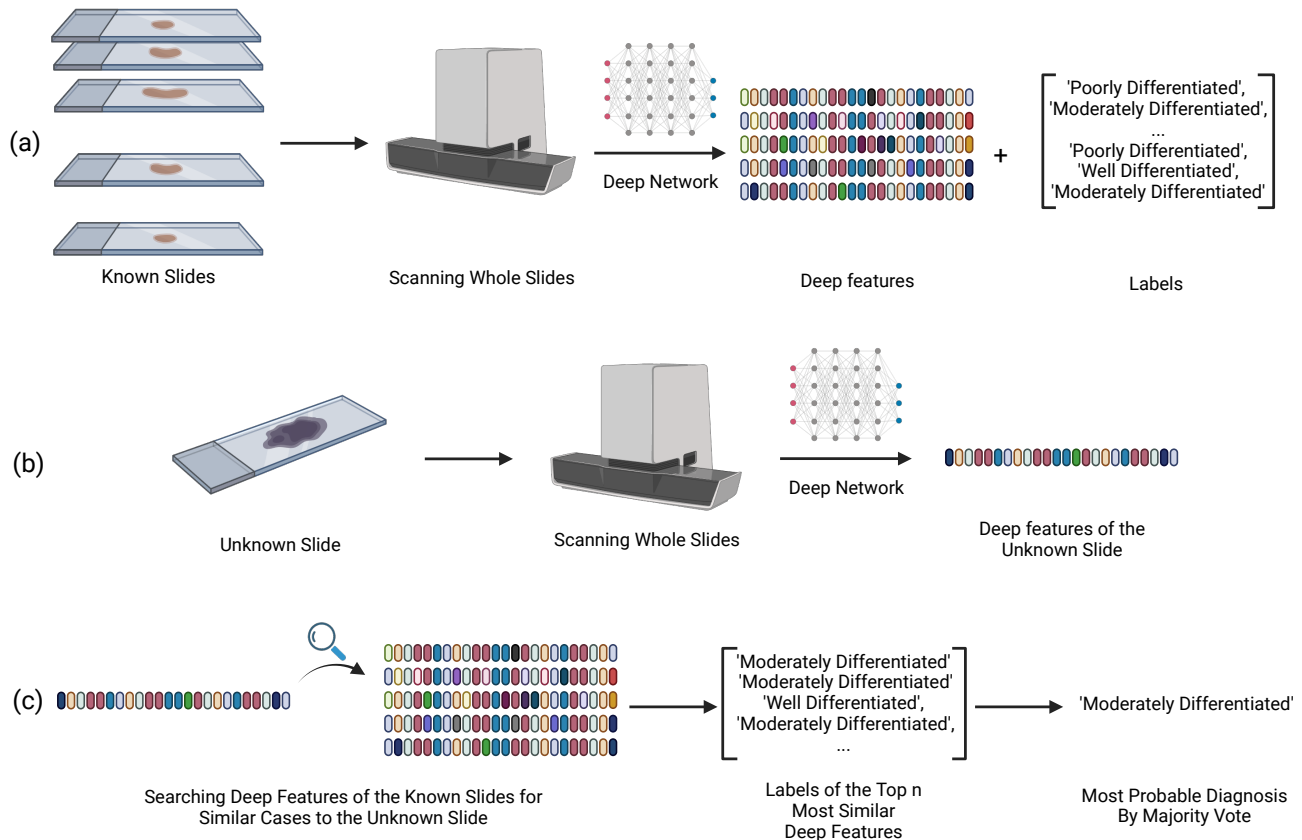 (a)
Known Slides
Scanning Whole Slides
Deep Network
Deep features
+
'Poorly Differentiated',
'Moderately Differentiated',
...
'Poorly Differentiated',
'Well Differentiated',
'Moderately Differentiated'
Labels
(b)
Unknown Slide
Scanning Whole Slides
Deep Network
Deep features of the
Unknown Slide
(c)
Searching Deep Features of the Known Slides for
Similar Cases to the Unknown Slide
'Moderately Differentiated'
'Moderately Differentiated'
'Well Differentiated',
'Moderately Differentiated',
...
Labels of the Top n
Most Similar
Deep Features
'Moderately Differentiated'
Most Probable Diagnosis
By Majority Vote